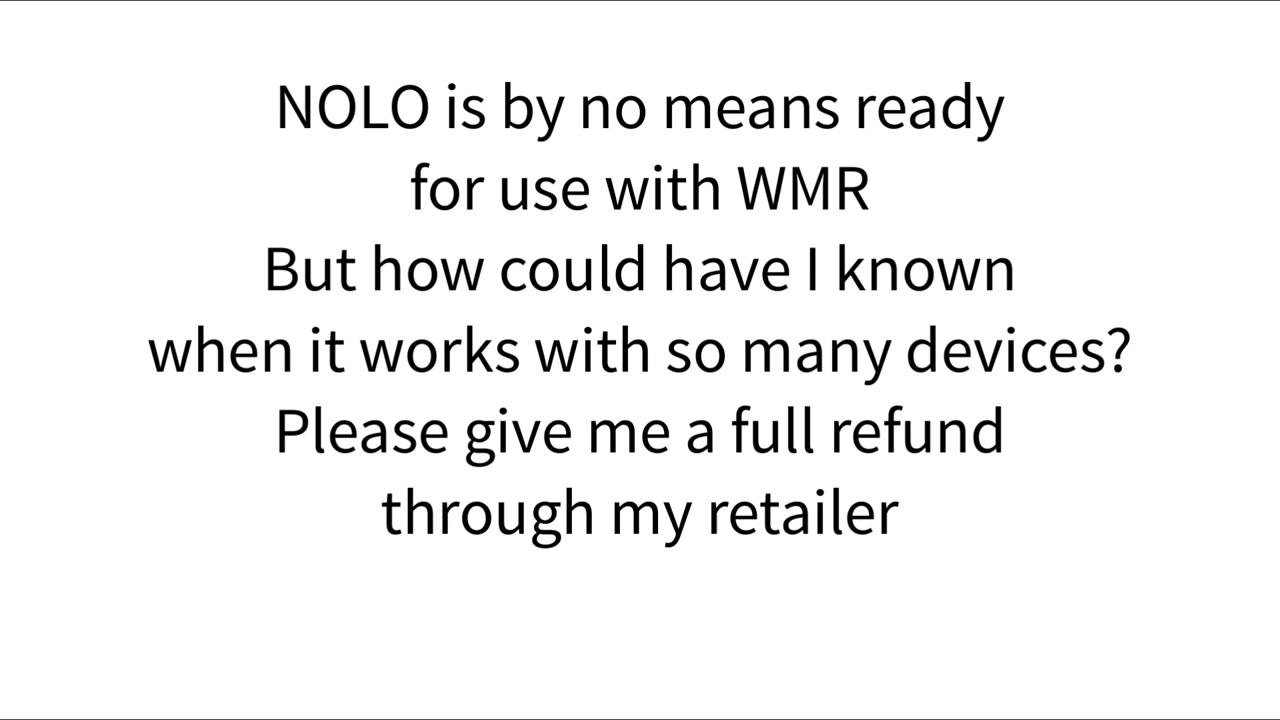 NOLO is by no means ready
for use with WMR
But how could have I known
when it works with so many devices?
Please give me a full refund
through my retailer